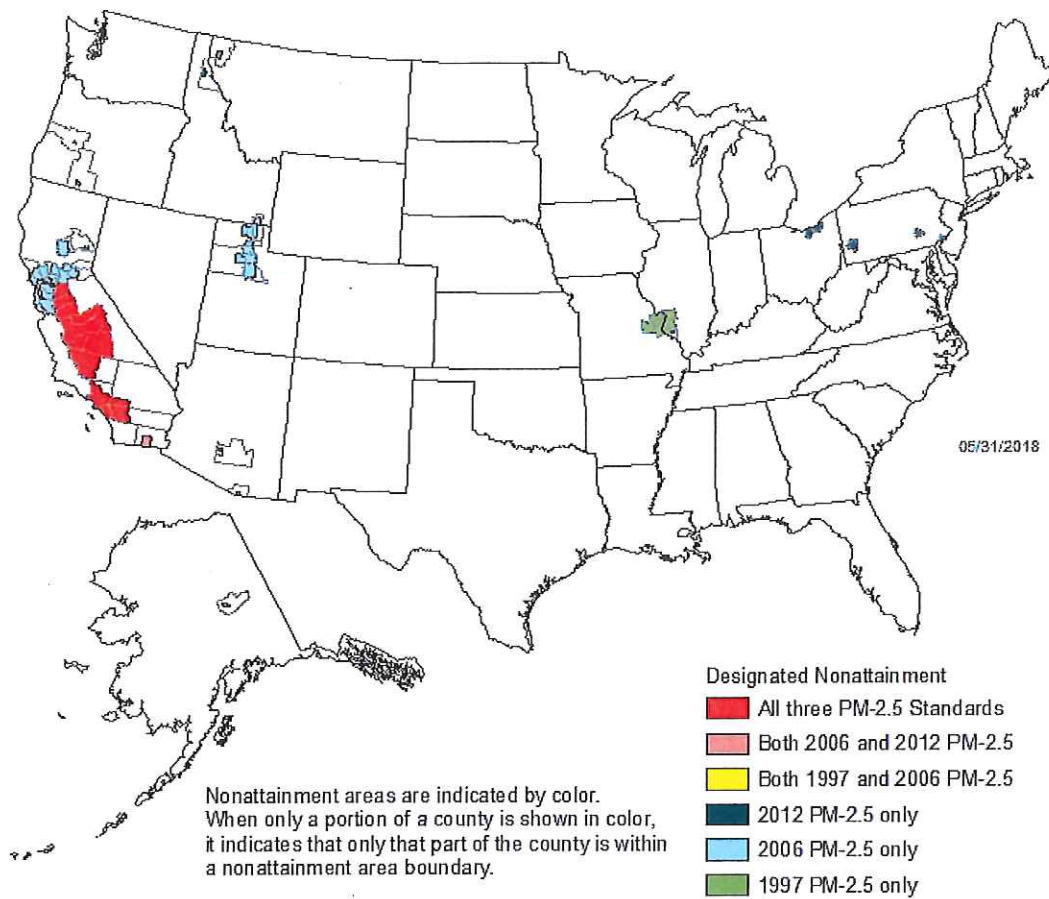 05/31/2018
Designated Nonattainment
All three PM-2.5 Standards
Both 2006 and 2012 PM-2.5
Both 1997 and 2006 PM-2.5
2012 PM-2.5 only
2006 PM-2.5 only
1997 PM-2.5 only
Nonattainment areas are indicated by color.
When only a portion of a county is shown in color,
it indicates that only that part of the county is within
a nonattainment area boundary.